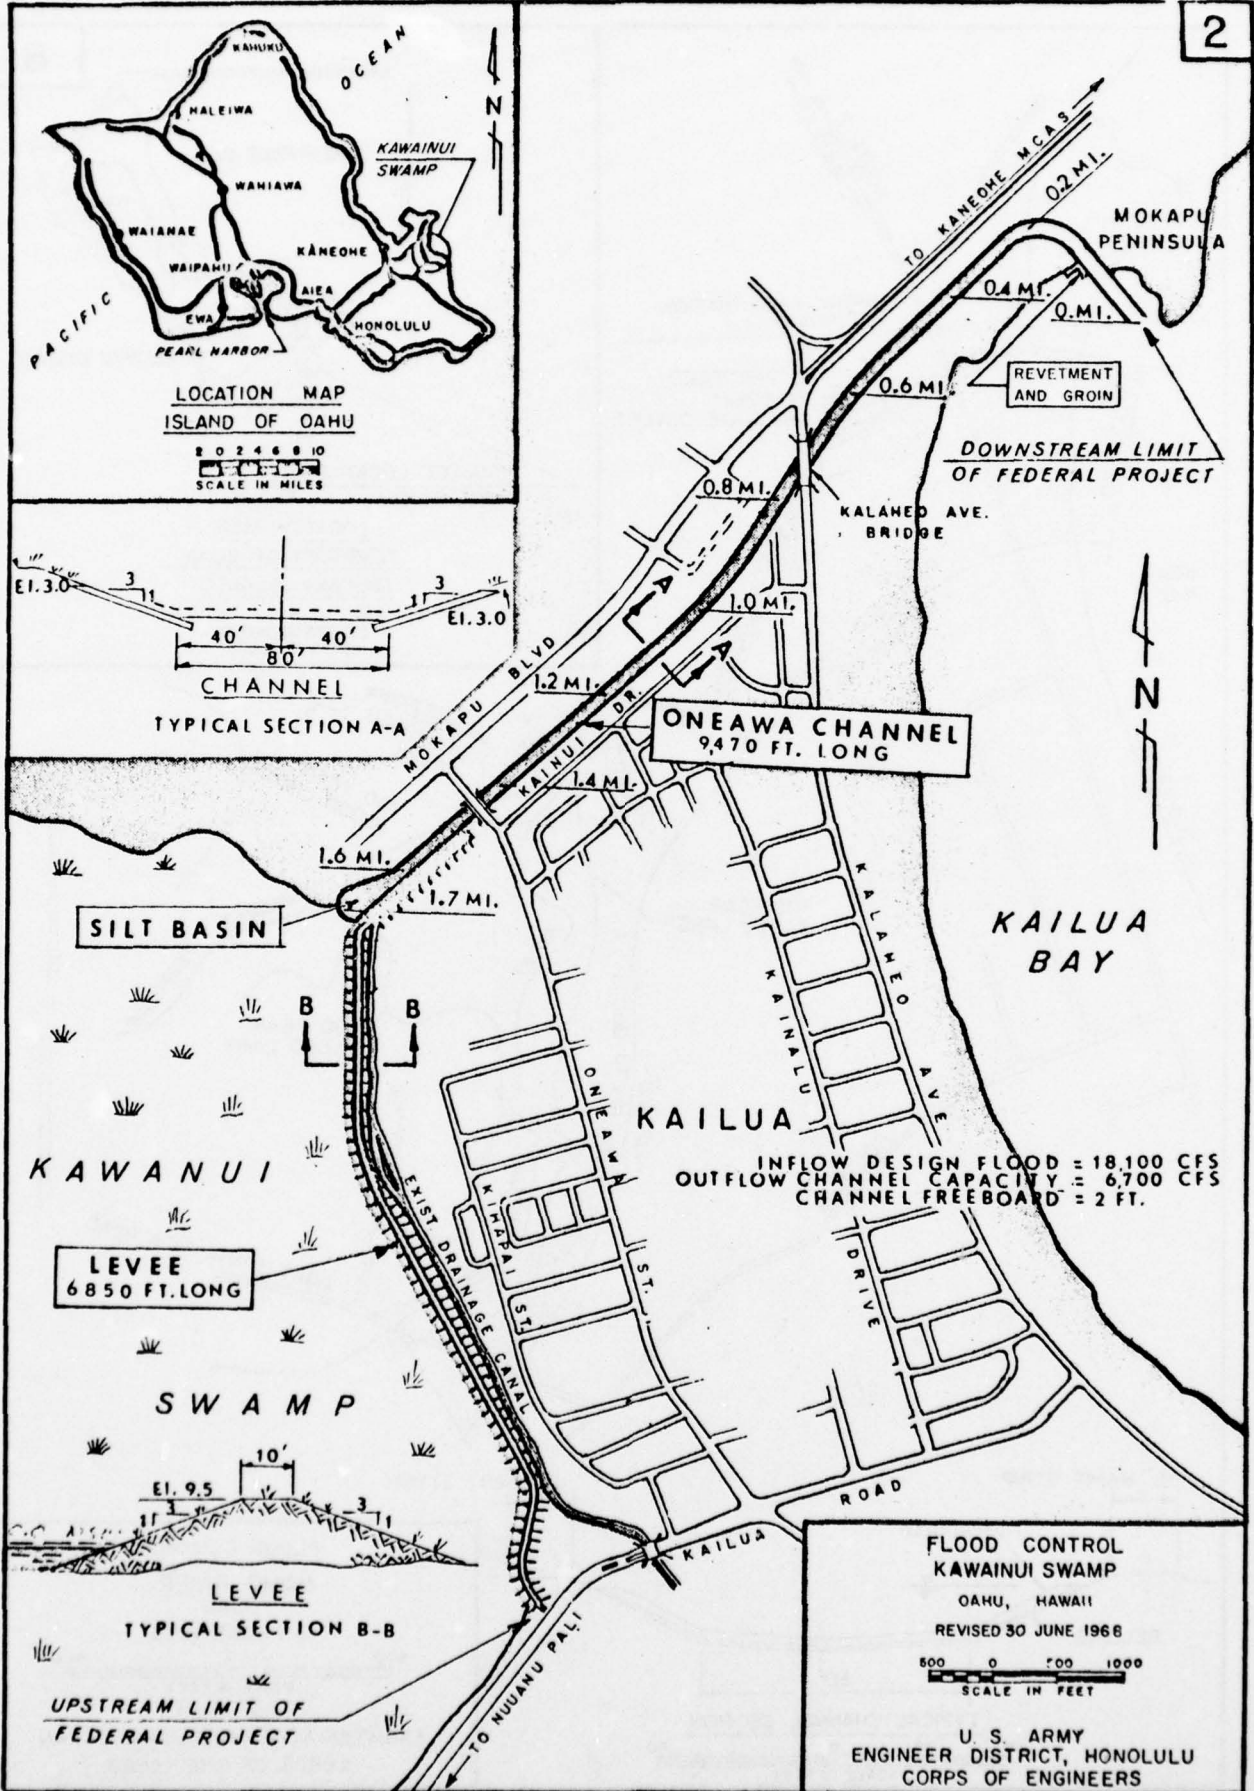 2
KAHUKU
OCEAN
N
HALEIWA
KAWAINUI
SWAMP
WAHIAWA
WAIANAE
KANEOHE
WAIPAHU
AIEA
EWA
HONOLULU
PACIFIC
PEARL HARBOR
LOCATION MAP
ISLAND OF OAHU
2 0 2 4 6 8 10
SCALE IN MILES
TO KANEOHE MCAS
0.2 MI.
MOKAPU
PENINSULA
0.4 MI.
0.MI.
REVETMENT
AND GROIN
0.6 MI.
DOWNSTREAM LIMIT
OF FEDERAL PROJECT
0.8 MI.
KALAHEO AVE.
BRIDGE
El.3.0
3
1
3
1
El.3.0
40' 40'
80'
CHANNEL
TYPICAL SECTION A-A
A
1.0 MI.
A
MOKAPU BLVD
1.2 MI.
KAINUI DR.
ONEAWA CHANNEL
9,470 FT. LONG
N
1.4 MI.
1.6 MI.
1.7 MI.
SILT BASIN
KAILUA
BAY
B B
KALAHEO AVE
KAINALU
DRIVE
ONEAWA
ST.
KAILUA
INFLOW DESIGN FLOOD = 18,100 CFS
OUTFLOW CHANNEL CAPACITY = 6,700 CFS
CHANNEL FREEBOARD = 2 FT.
KAWANUI
SWAMP
EXIST. DRAINAGE CANAL
KIHAPAI
ST.
LEVEE
6850 FT. LONG
10'
El. 9.5
3
1
3
1
LEVEE
TYPICAL SECTION B-B
KAILUA ROAD
UPSTREAM LIMIT OF
FEDERAL PROJECT
TO NUUANU PALI
FLOOD CONTROL
KAWAINUI SWAMP
OAHU, HAWAII
REVISED 30 JUNE 1968
500 0 500 1000
SCALE IN FEET
U. S. ARMY
ENGINEER DISTRICT, HONOLULU
CORPS OF ENGINEERS